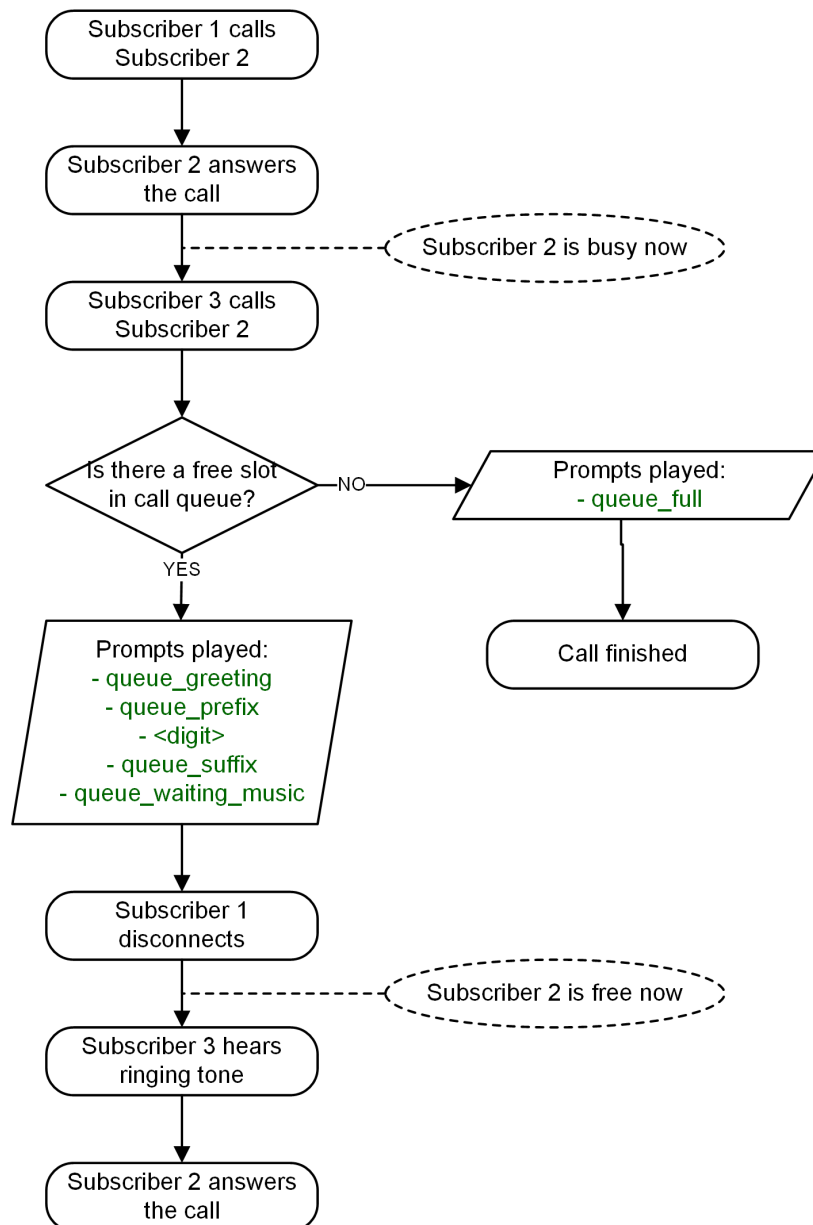 Subscriber 1 calls
Subscriber 2
Subscriber 2 answers
the call
Subscriber 2 is busy now
Subscriber 3 calls
Subscriber 2
Is there a free slot
in call queue?
NO
Prompts played:
- queue_full
YES
Call finished
Prompts played:
- queue_greeting
- queue_prefix
- <digit>
- queue_suffix
- queue_waiting_music
Subscriber 1
disconnects
Subscriber 2 is free now
Subscriber 3 hears
ringing tone
Subscriber 2 answers
the call